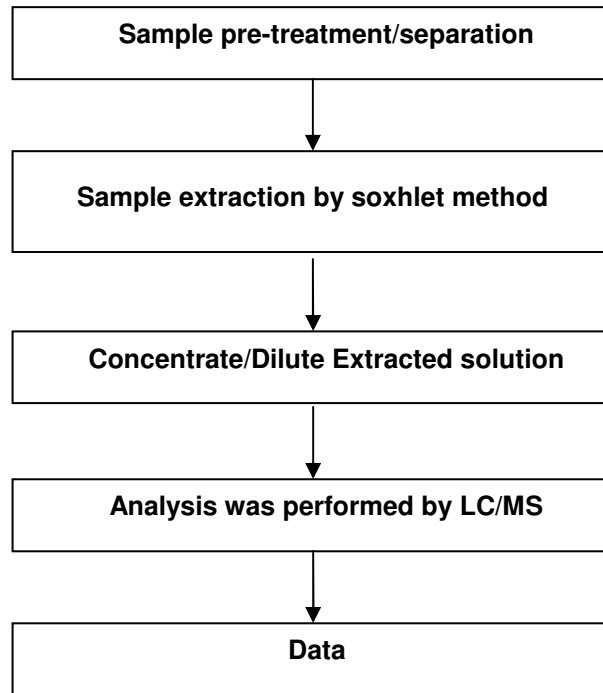 Sample pre-treatment/separation
Sample extraction by soxhlet method
Concentrate/Dilute Extracted solution
Analysis was performed by LC/MS
Data